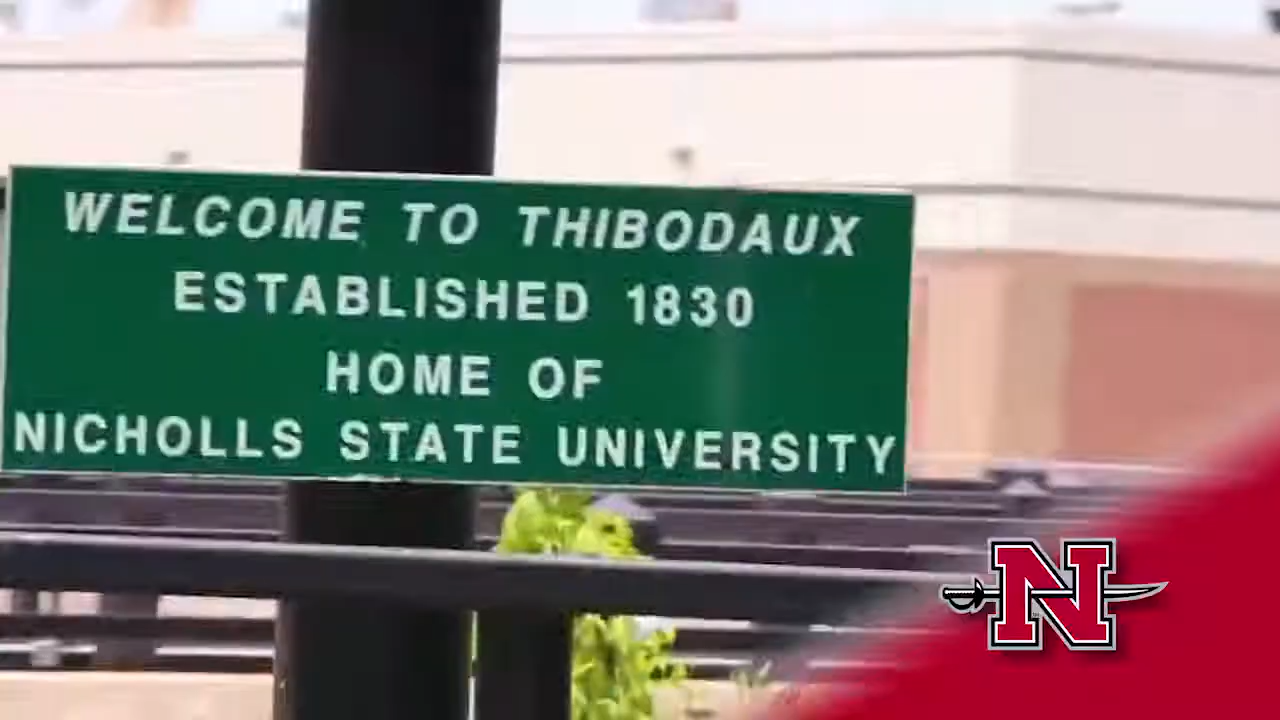 WELCOME TO THIBODAUX
ESTABLISHED 1830
HOME OF
NICHOLLS STATE UNIVERSITY
N